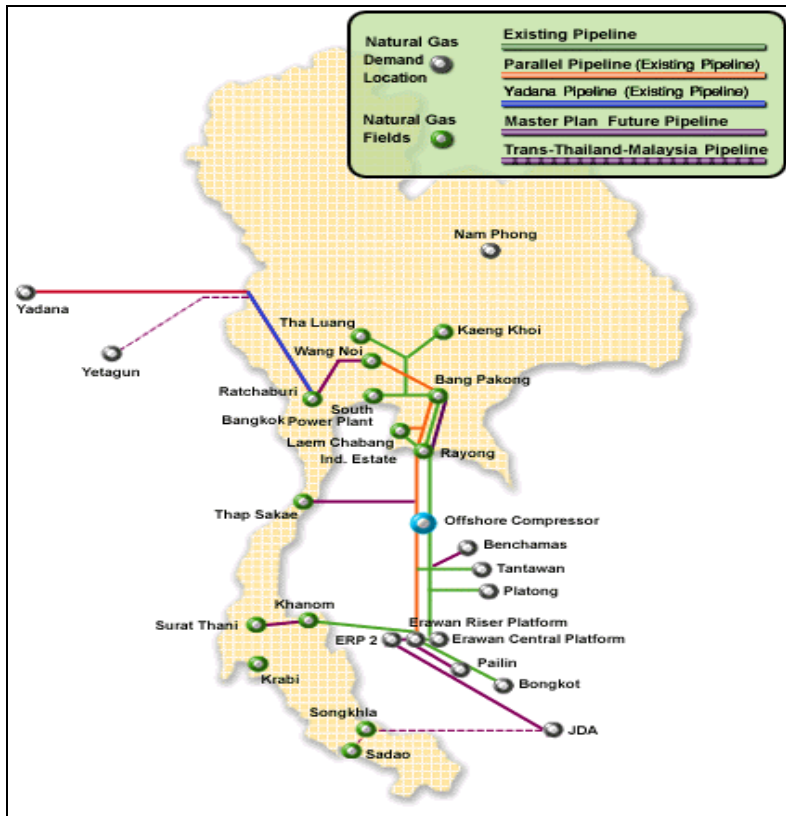 Natural Gas
Demand
Location
Natural Gas
Fields
Existing Pipeline
Parallel Pipeline (Existing Pipeline)
Yadana Pipeline (Existing Pipeline)
Master Plan Future Pipeline
Trans-Thailand-Malaysia Pipeline
Nam Phong
Yadana
Tha Luang
Kaeng Khoi
Wang Noi
Yetagun
Bang Pakong
Ratchaburi
South
Bangkok Power Plant
Laem Chabang
Ind. Estate
Rayong
Thap Sakae
Offshore Compressor
Benchamas
Tantawan
Platong
Khanom
Surat Thani
Erawan Riser Platform
ERP 2
Erawan Central Platform
Pailin
Krabi
Bongkot
Songkhla
JDA
Sadao